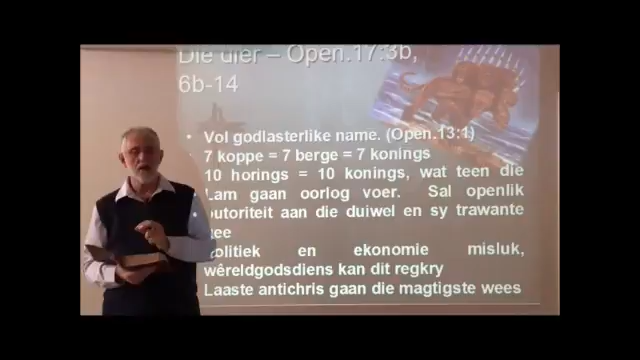 Die dier – Open.17:3b,
6b-14
• Vol godlasterlike name. (Open.13:1)
7 koppe = 7 berge = 7 konings
10 horings = 10 konings, wat teen die
Lam gaan oorlog voer. Sal openlik
outoriteit aan die duiwel en sy trawante
gee
Politiek en ekonomie misluk,
wêreldgodsdiens kan dit regkry
Laaste antichris gaan die magtigste wees